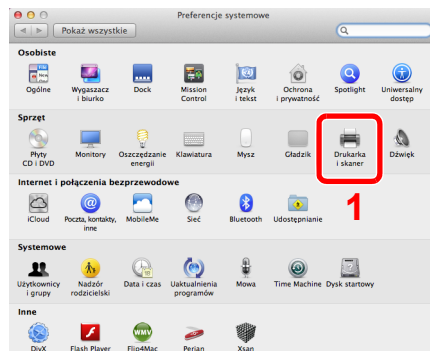 Preferencje systemowe
Pokaż wszystkie
Osobiste
Ogólne
Wygaszacz i biurko
Dock
Mission Control
Język i tekst
Ochrona i prywatność
Spotlight
Uniwersalny dostęp
Sprzęt
Płyty CD i DVD
Monitory
Oszczędzanie energii
Klawiatura
Mysz
Gładzik
Drukarka i skaner
Dźwięk
1
Internet i połączenia bezprzewodowe
iCloud
Poczta, kontakty, inne
MobileMe
Sieć
Bluetooth
Udostępnianie
Systemowe
Użytkownicy i grupy
Nadzór rodzicielski
Data i czas
Uaktualnienia programów
Mowa
Time Machine
Dysk startowy
Inne
DivX
Flash Player
Flip4Mac
Perian
Xsan